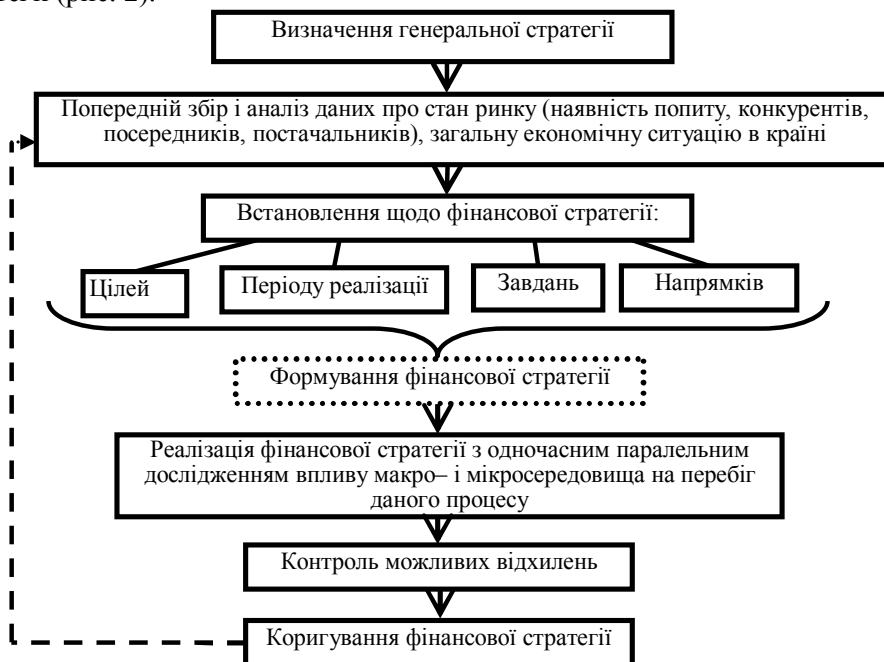 (рис. 2).
Визначення генеральної стратегії
Попередній збір і аналіз даних про стан ринку (наявність попиту, конкурентів,
посередників, постачальників), загальну економічну ситуацію в країні
Встановлення щодо фінансової стратегії:
Цілей
Періоду реалізації
Завдань
Напрямків
Формування фінансової стратегії
Реалізація фінансової стратегії з одночасним паралельним
дослідженням впливу макро– і мікросередовища на перебіг
даного процесу
Контроль можливих відхилень
Коригування фінансової стратегії